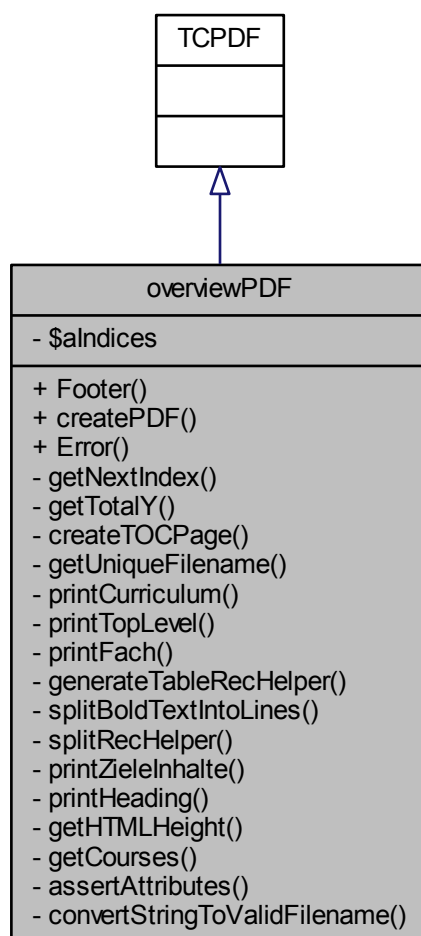 TCPDF
overviewPDF
- $aIndices
+ Footer()
+ createPDF()
+ Error()
- getNextIndex()
- getTotalY()
- createTOCPage()
- getUniqueFilename()
- printCurriculum()
- printTopLevel()
- printFach()
- generateTableRecHelper()
- splitBoldTextIntoLines()
- splitRecHelper()
- printZieleInhalte()
- printHeading()
- getHTMLHeight()
- getCourses()
- assertAttributes()
- convertStringToValidFilename()